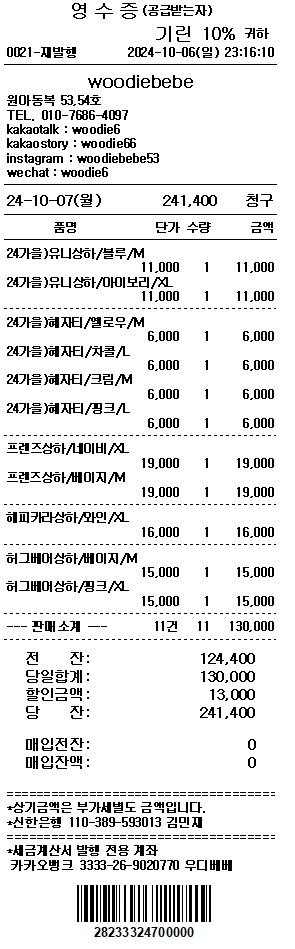 영 수 증 (공급받는자)
기린 10% 귀하
0021-재발행 2024-10-06(일) 23:16:10
woodiebebe
원아동복 53,54호
TEL. 010-7686-4097
kakaotalk : woodie6
kakaostory : woodie66
instagram : woodiebebe53
wechat : woodie6
24-10-07(월) 241,400 청구
품명 단가 수량 금액
24가을)유니상하/블루/M
11,000 1 11,000
24가을)유니상하/아이보리/XL
11,000 1 11,000
24가을)헤지티/옐로우/M
6,000 1 6,000
24가을)헤지티/차콜/L
6,000 1 6,000
24가을)헤지티/크림/M
6,000 1 6,000
24가을)헤지티/핑크/L
6,000 1 6,000
프렌즈상하/네이비/XL
19,000 1 19,000
프렌즈상하/베이지/M
19,000 1 19,000
해피카라상하/와인/XL
16,000 1 16,000
허그베어상하/베이지/M
15,000 1 15,000
허그베어상하/핑크/XL
15,000 1 15,000
--- 판매소계 --- 11건 11 130,000
전 잔: 124,400
당일합계: 130,000
할인금액: 13,000
당 잔: 241,400
매입전잔: 0
매입잔액: 0
*상기금액은 부가세별도 금액입니다.
*신한은행 110-389-593013 김민재
*세금계산서 발행 전용 계좌
카카오뱅크 3333-26-9020770 우디베베
28233324700000